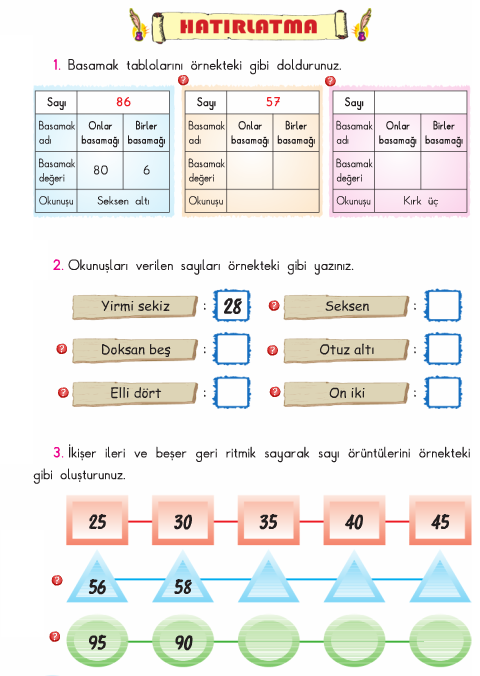 HATIRLATMA
1. Basamak tablolarını örnekteki gibi doldurunuz.
? ?
Sayı 86 Sayı 57 Sayı
Basamak adı Onlar basamağı Birler basamağı Basamak adı Onlar basamağı Birler basamağı Basamak adı Onlar basamağı Birler basamağı
Basamak değeri 80 6 Basamak değeri Basamak değeri
Okunuşu Seksen altı Okunuşu Okunuşu Kırk üç
2. Okunuşları verilen sayıları örnekteki gibi yazınız.
Yirmi sekiz : 28 ? Seksen :
? Doksan beş : ? Otuz altı :
? Elli dört : ? On iki :
3. İkişer ileri ve beşer geri ritmik sayarak sayı örüntülerini örnekteki
gibi oluşturunuz.
25 30 35 40 45
? 56 58
? 95 90